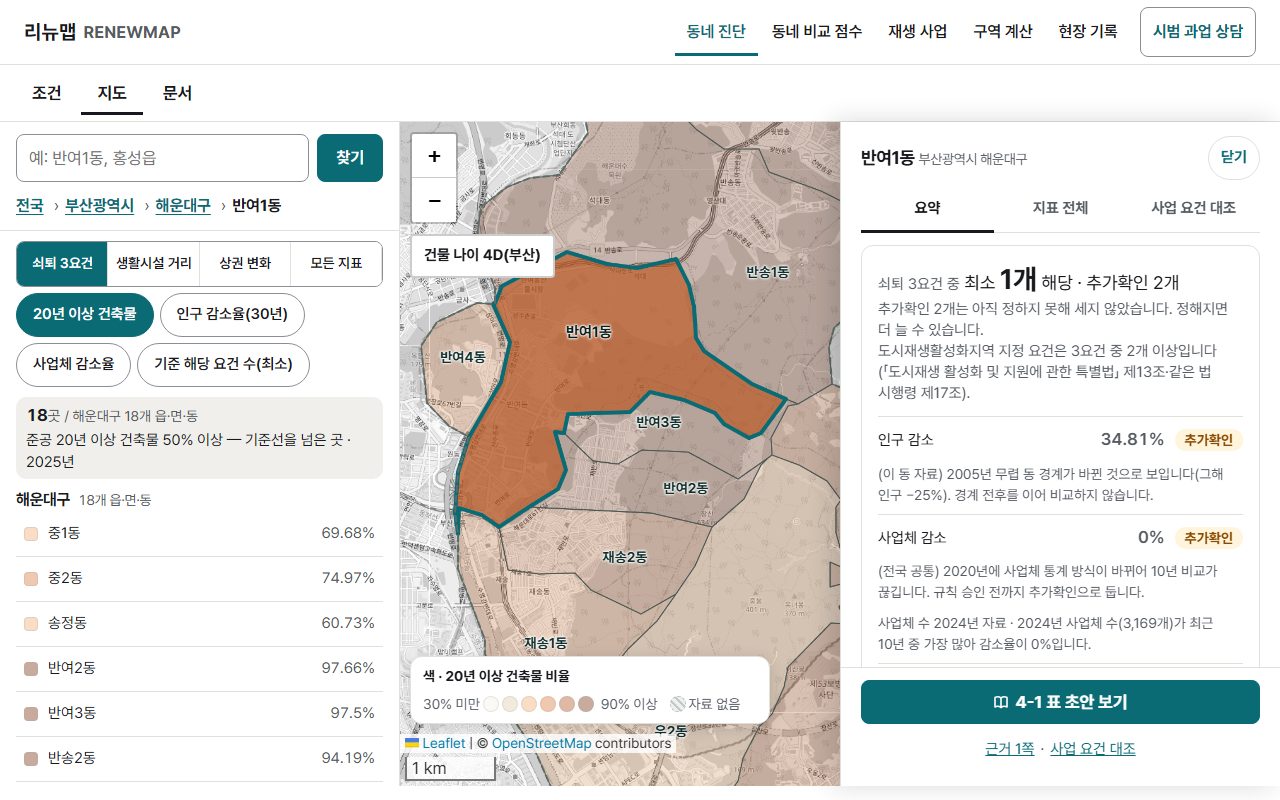 리뉴맵 RENEWMAP
동네 진단
동네 비교 점수
재생 사업
구역 계산
현장 기록
시범 과업 상담
조건
지도
문서
예: 반여1동, 홍성읍
찾기
전국 › 부산광역시 › 해운대구 › 반여1동
쇠퇴 3요건
생활시설 거리
상권 변화
모든 지표
20년 이상 건축물
인구 감소율(30년)
사업체 감소율
기준 해당 요건 수(최소)
18곳 / 해운대구 18개 읍·면·동
준공 20년 이상 건축물 50% 이상 — 기준선을 넘은 곳 ·
2025년
해운대구 18개 읍·면·동
중1동 69.68%
중2동 74.97%
송정동 60.73%
반여2동 97.66%
반여3동 97.5%
반송2동 94.19%
+
−
건물 나이 4D(부산)
반송1동
반여1동
반여4동
반여3동
반여2동
재송2동
재송1동
우2동
색 · 20년 이상 건축물 비율
30% 미만 90% 이상 자료 없음
Leaflet | © OpenStreetMap contributors
1 km
반여1동 부산광역시 해운대구
닫기
요약
지표 전체
사업 요건 대조
쇠퇴 3요건 중 최소 1개 해당 · 추가확인 2개
추가확인 2개는 아직 정하지 못해 세지 않았습니다. 정해지면
더 늘 수 있습니다.
도시재생활성화지역 지정 요건은 3요건 중 2개 이상입니다
(「도시재생 활성화 및 지원에 관한 특별법」 제13조·같은 법
시행령 제17조).
인구 감소 34.81% 추가확인
(이 동 자료) 2005년 무렵 동 경계가 바뀐 것으로 보입니다(그해
인구 −25%). 경계 전후를 이어 비교하지 않습니다.
사업체 감소 0% 추가확인
(전국 공통) 2020년에 사업체 통계 방식이 바뀌어 10년 비교가
끊깁니다. 규칙 승인 전까지 추가확인으로 둡니다.
사업체 수 2024년 자료 · 2024년 사업체 수(3,169개)가 최근
10년 중 가장 많아 감소율이 0%입니다.
4-1 표 초안 보기
근거 1쪽 · 사업 요건 대조